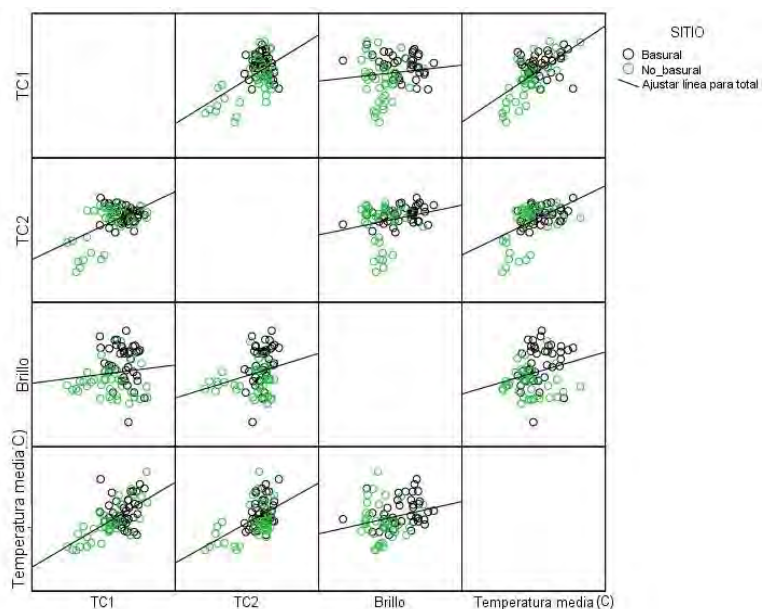 SITIO
Basural
No_basural
Ajustar línea para total
TC1
TC2
Brillo
Temperatura media(C)
TC1
TC2
Brillo
Temperatura media (C)